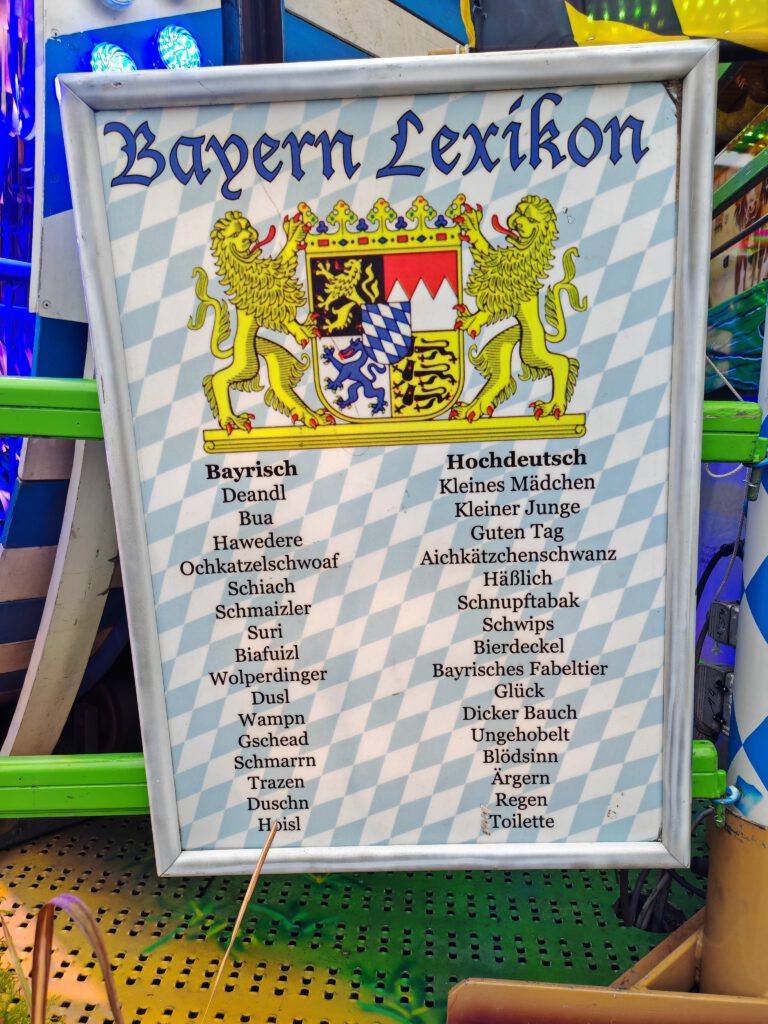 Bayern Lexikon
Bayrisch Hochdeutsch
Deandl Kleines Mädchen
Bua Kleiner Junge
Hawedere Guten Tag
Ochkatzelschwoaf Aichkätzchenschwanz
Schiach Häßlich
Schmaizler Schnupftabak
Suri Schwips
Biafuizl Bierdeckel
Wolperdinger Bayrisches Fabeltier
Dusl Glück
Wampn Dicker Bauch
Gschead Ungehobelt
Schmarrn Blödsinn
Trazen Ärgern
Duschn Regen
Hoisl Toilette